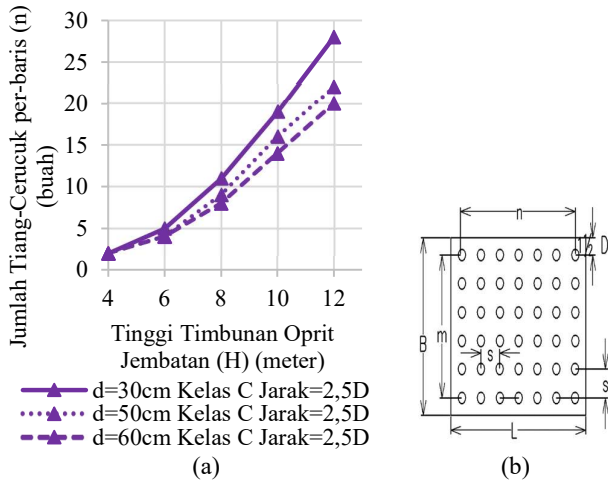 Jumlah Tiang-Cerucuk per-baris (n)
(buah)
30
25
20
15
10
5
0
4 6 8 10 12
Tinggi Timbunan Oprit
Jembatan (H) (meter)
d=30cm Kelas C Jarak=2,5D
d=50cm Kelas C Jarak=2,5D
d=60cm Kelas C Jarak=2,5D
(a)
n
1½ D
B
m
s
s
L
(b)